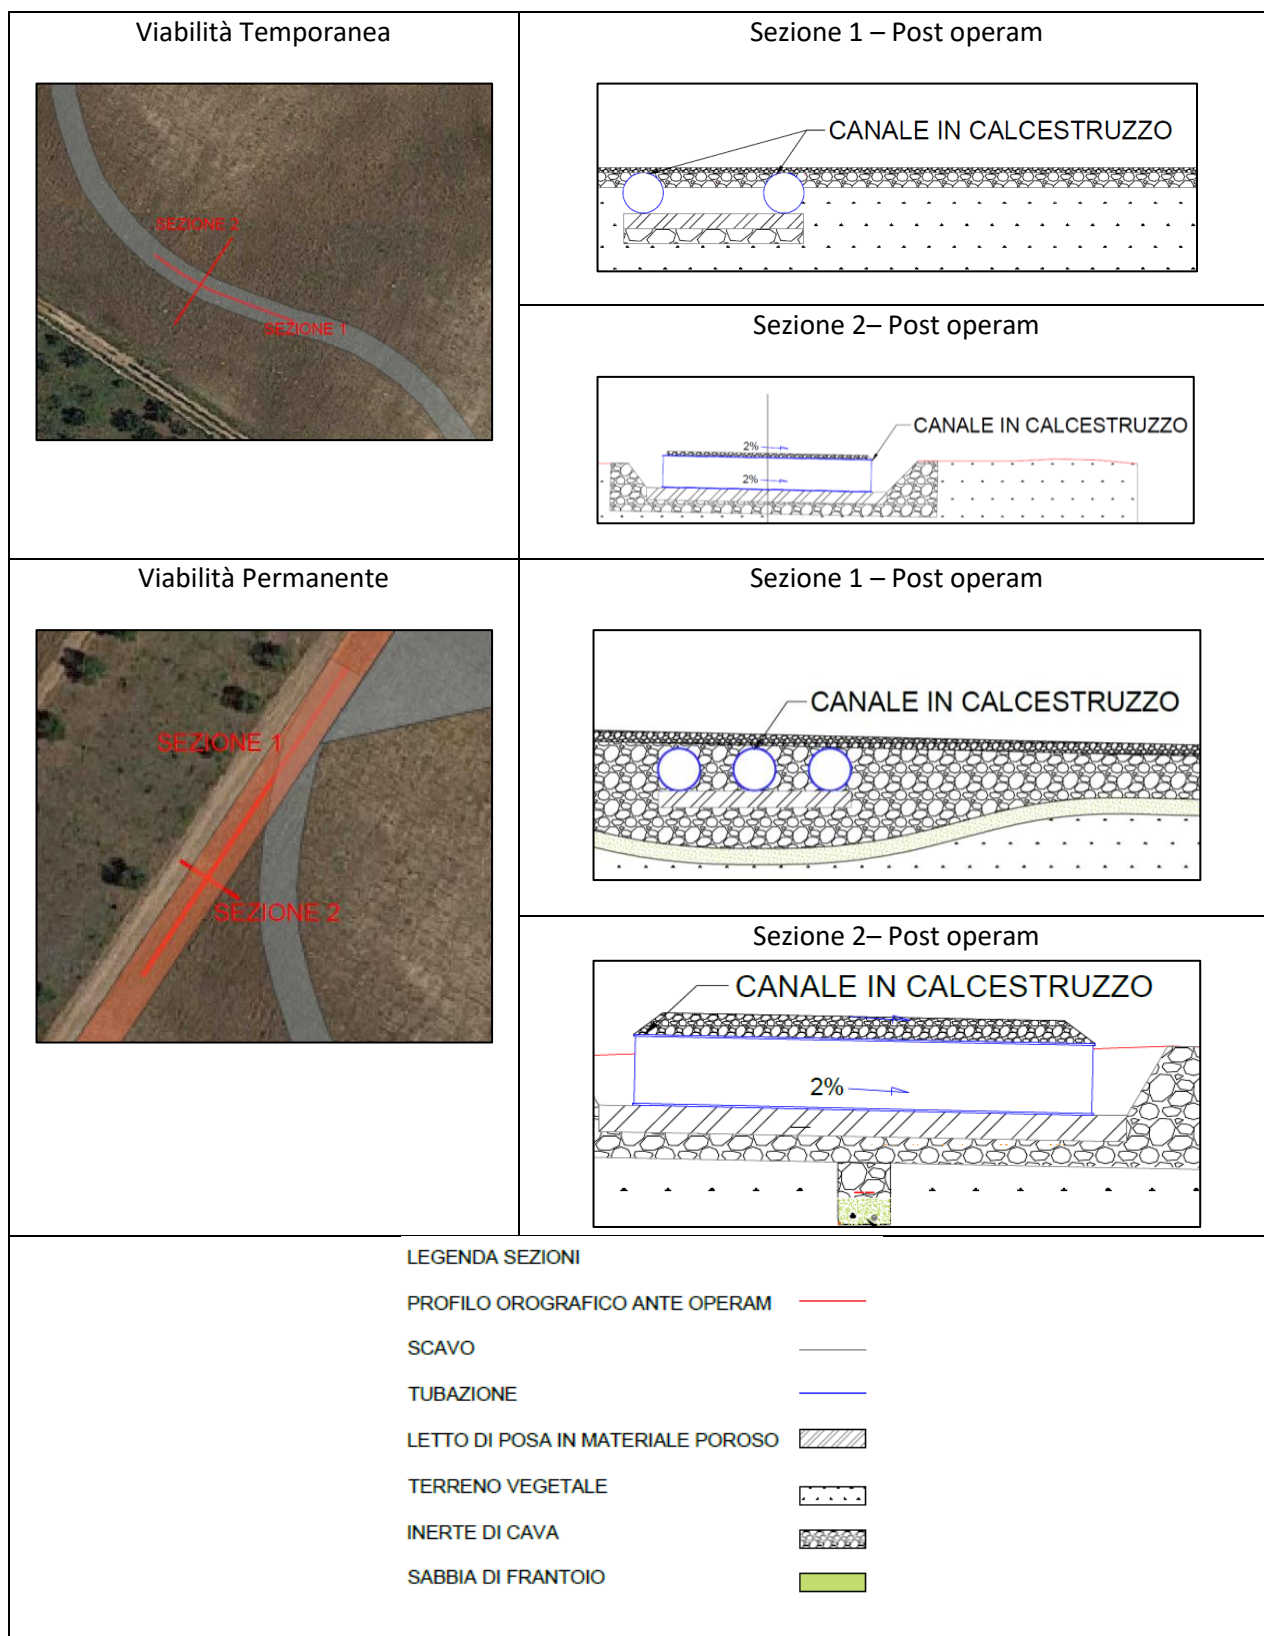 Viabilità Temporanea
SEZIONE 2
SEZIONE 1
Sezione 1 – Post operam
CANALE IN CALCESTRUZZO
Sezione 2– Post operam
CANALE IN CALCESTRUZZO
2%
2%
Viabilità Permanente
SEZIONE 1
SEZIONE 2
Sezione 1 – Post operam
CANALE IN CALCESTRUZZO
Sezione 2– Post operam
CANALE IN CALCESTRUZZO
2%
LEGENDA SEZIONI
PROFILO OROGRAFICO ANTE OPERAM
SCAVO
TUBAZIONE
LETTO DI POSA IN MATERIALE POROSO
TERRENO VEGETALE
INERTE DI CAVA
SABBIA DI FRANTOIO